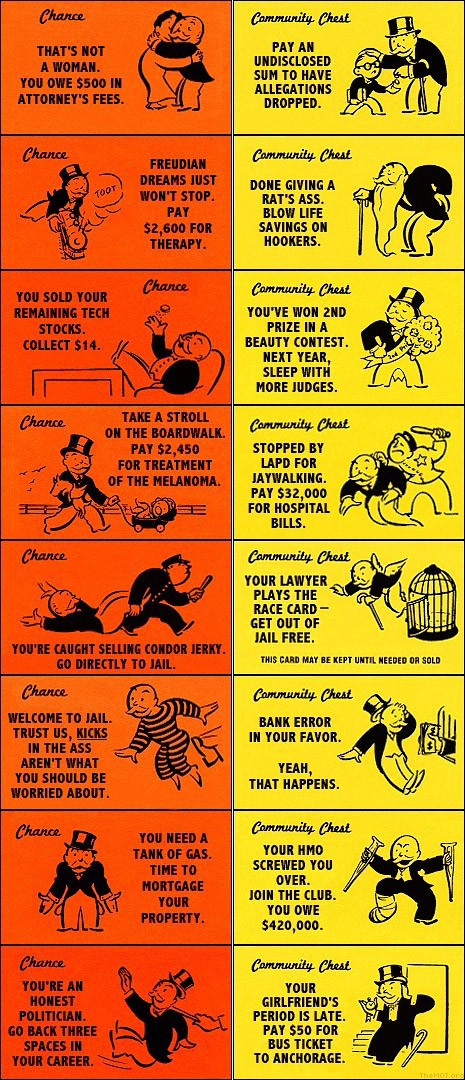 Chance
THAT'S NOT
A WOMAN.
YOU OWE $500 IN
ATTORNEY'S FEES.
Community Chest
PAY AN
UNDISCLOSED
SUM TO HAVE
ALLEGATIONS
DROPPED.
Chance
TOOT
FREUDIAN
DREAMS JUST
WON'T STOP.
PAY
$2,600 FOR
THERAPY.
Community Chest
DONE GIVING A
RAT'S ASS.
BLOW LIFE
SAVINGS ON
HOOKERS.
Chance
YOU SOLD YOUR
REMAINING TECH
STOCKS.
COLLECT $14.
Community Chest
YOU'VE WON 2ND
PRIZE IN A
BEAUTY CONTEST.
NEXT YEAR,
SLEEP WITH
MORE JUDGES.
Chance
TAKE A STROLL
ON THE BOARDWALK.
PAY $2,450
FOR TREATMENT
OF THE MELANOMA.
Community Chest
STOPPED BY
LAPD FOR
JAYWALKING.
PAY $32,000
FOR HOSPITAL
BILLS.
Chance
YOU'RE CAUGHT SELLING CONDOR JERKY.
GO DIRECTLY TO JAIL.
Community Chest
YOUR LAWYER
PLAYS THE
RACE CARD—
GET OUT OF
JAIL FREE.
THIS CARD MAY BE KEPT UNTIL NEEDED OR SOLD
Chance
WELCOME TO JAIL.
TRUST US, KICKS
IN THE ASS
AREN'T WHAT
YOU SHOULD BE
WORRIED ABOUT.
Community Chest
BANK ERROR
IN YOUR FAVOR.
YEAH,
THAT HAPPENS.
Chance
YOU NEED A
TANK OF GAS.
TIME TO
MORTGAGE
YOUR
PROPERTY.
Community Chest
YOUR HMO
SCREWED YOU
OVER.
JOIN THE CLUB.
YOU OWE
$420,000.
Chance
YOU'RE AN
HONEST
POLITICIAN.
GO BACK THREE
SPACES IN
YOUR CAREER.
Community Chest
YOUR
GIRLFRIEND'S
PERIOD IS LATE.
PAY $50 FOR
BUS TICKET
TO ANCHORAGE.
TheMOT.org